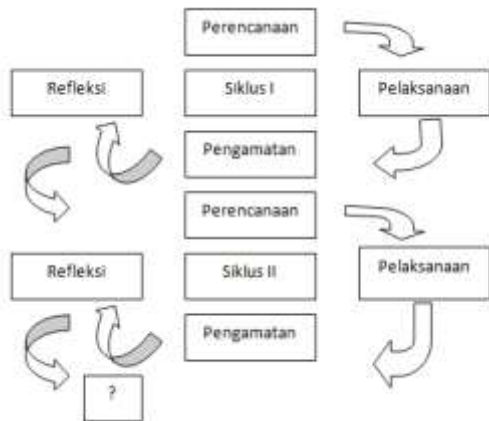 Perencanaan
Refleksi
Siklus I
Pelaksanaan
Pengamatan
Perencanaan
Refleksi
Siklus II
Pelaksanaan
Pengamatan
?